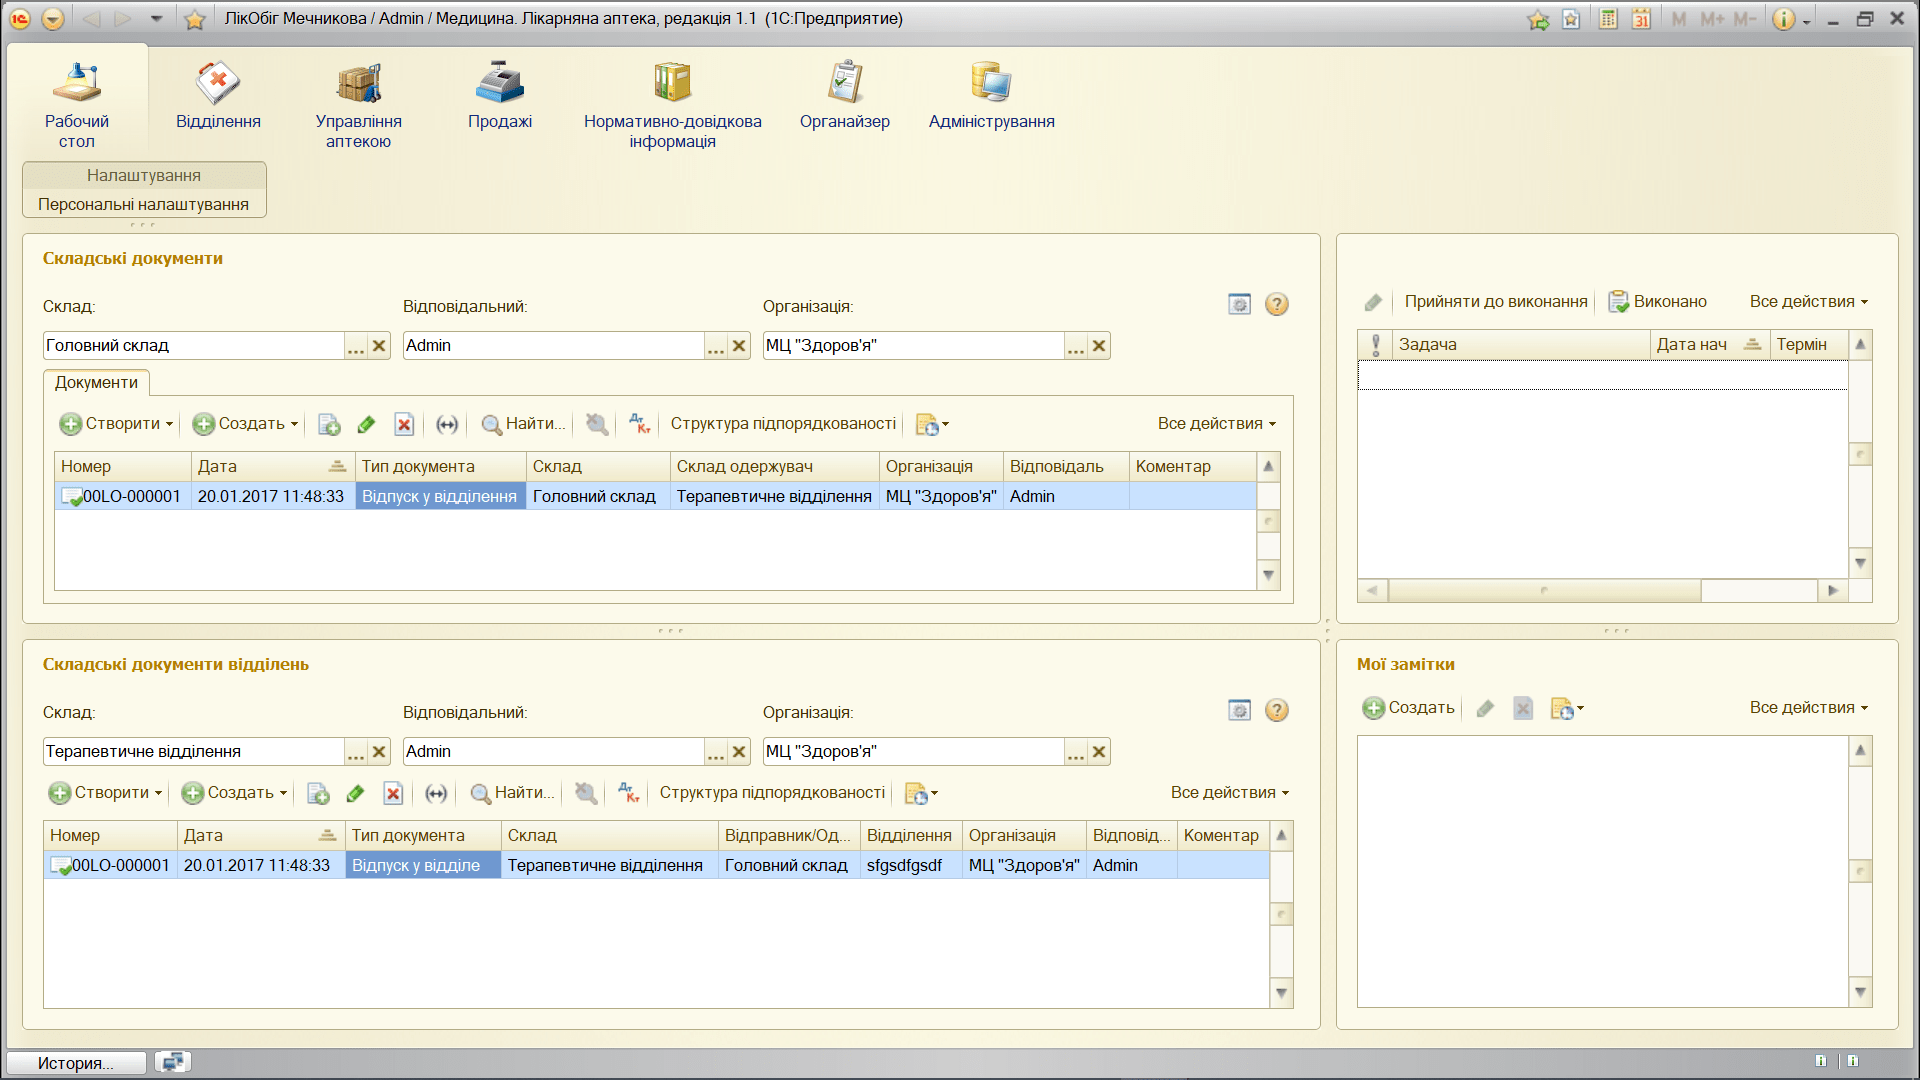 ЛікОбіг Мечникова / Admin / Медицина. Лікарняна аптека, редакція 1.1 (1С:Предприятие)
31 M M+ M-
Рабочий стол
Відділення
Управління аптекою
Продажі
Нормативно-довідкова інформація
Органайзер
Адміністрування
Налаштування
Персональні налаштування
Складські документи
Склад: Відповідальний: Організація:
Головний склад ... Admin ... МЦ "Здоров'я" ...
Документи
Створити Создать Найти... Дт Кт Структура підпорядкованості Все действия
Номер Дата Тип документа Склад Склад одержувач Організація Відповідаль Коментар
00LO-000001 20.01.2017 11:48:33 Відпуск у відділення Головний склад Терапевтичне відділення МЦ "Здоров'я" Admin
Прийняти до виконання Виконано Все действия
Задача Дата нач Термін
Складські документи відділень
Склад: Відповідальний: Організація:
Терапевтичне відділення ... Admin ... МЦ "Здоров'я" ...
Створити Создать Найти... Дт Кт Структура підпорядкованості Все действия
Номер Дата Тип документа Склад Відправник/Од... Відділення Організація Відповід... Коментар
00LO-000001 20.01.2017 11:48:33 Відпуск у відділе Терапевтичне відділення Головний склад sfgsdfgsdf МЦ "Здоров'я" Admin
Мої замітки
Создать Все действия
История...